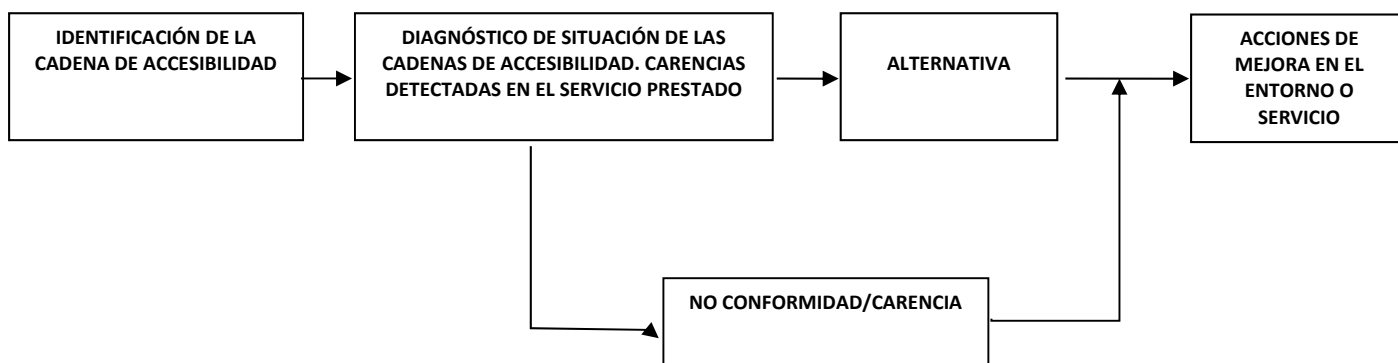 IDENTIFICACIÓN DE LA
CADENA DE ACCESIBILIDAD
DIAGNÓSTICO DE SITUACIÓN DE LAS
CADENAS DE ACCESIBILIDAD. CARENCIAS
DETECTADAS EN EL SERVICIO PRESTADO
ALTERNATIVA
ACCIONES DE
MEJORA EN EL
ENTORNO O
SERVICIO
NO CONFORMIDAD/CARENCIA